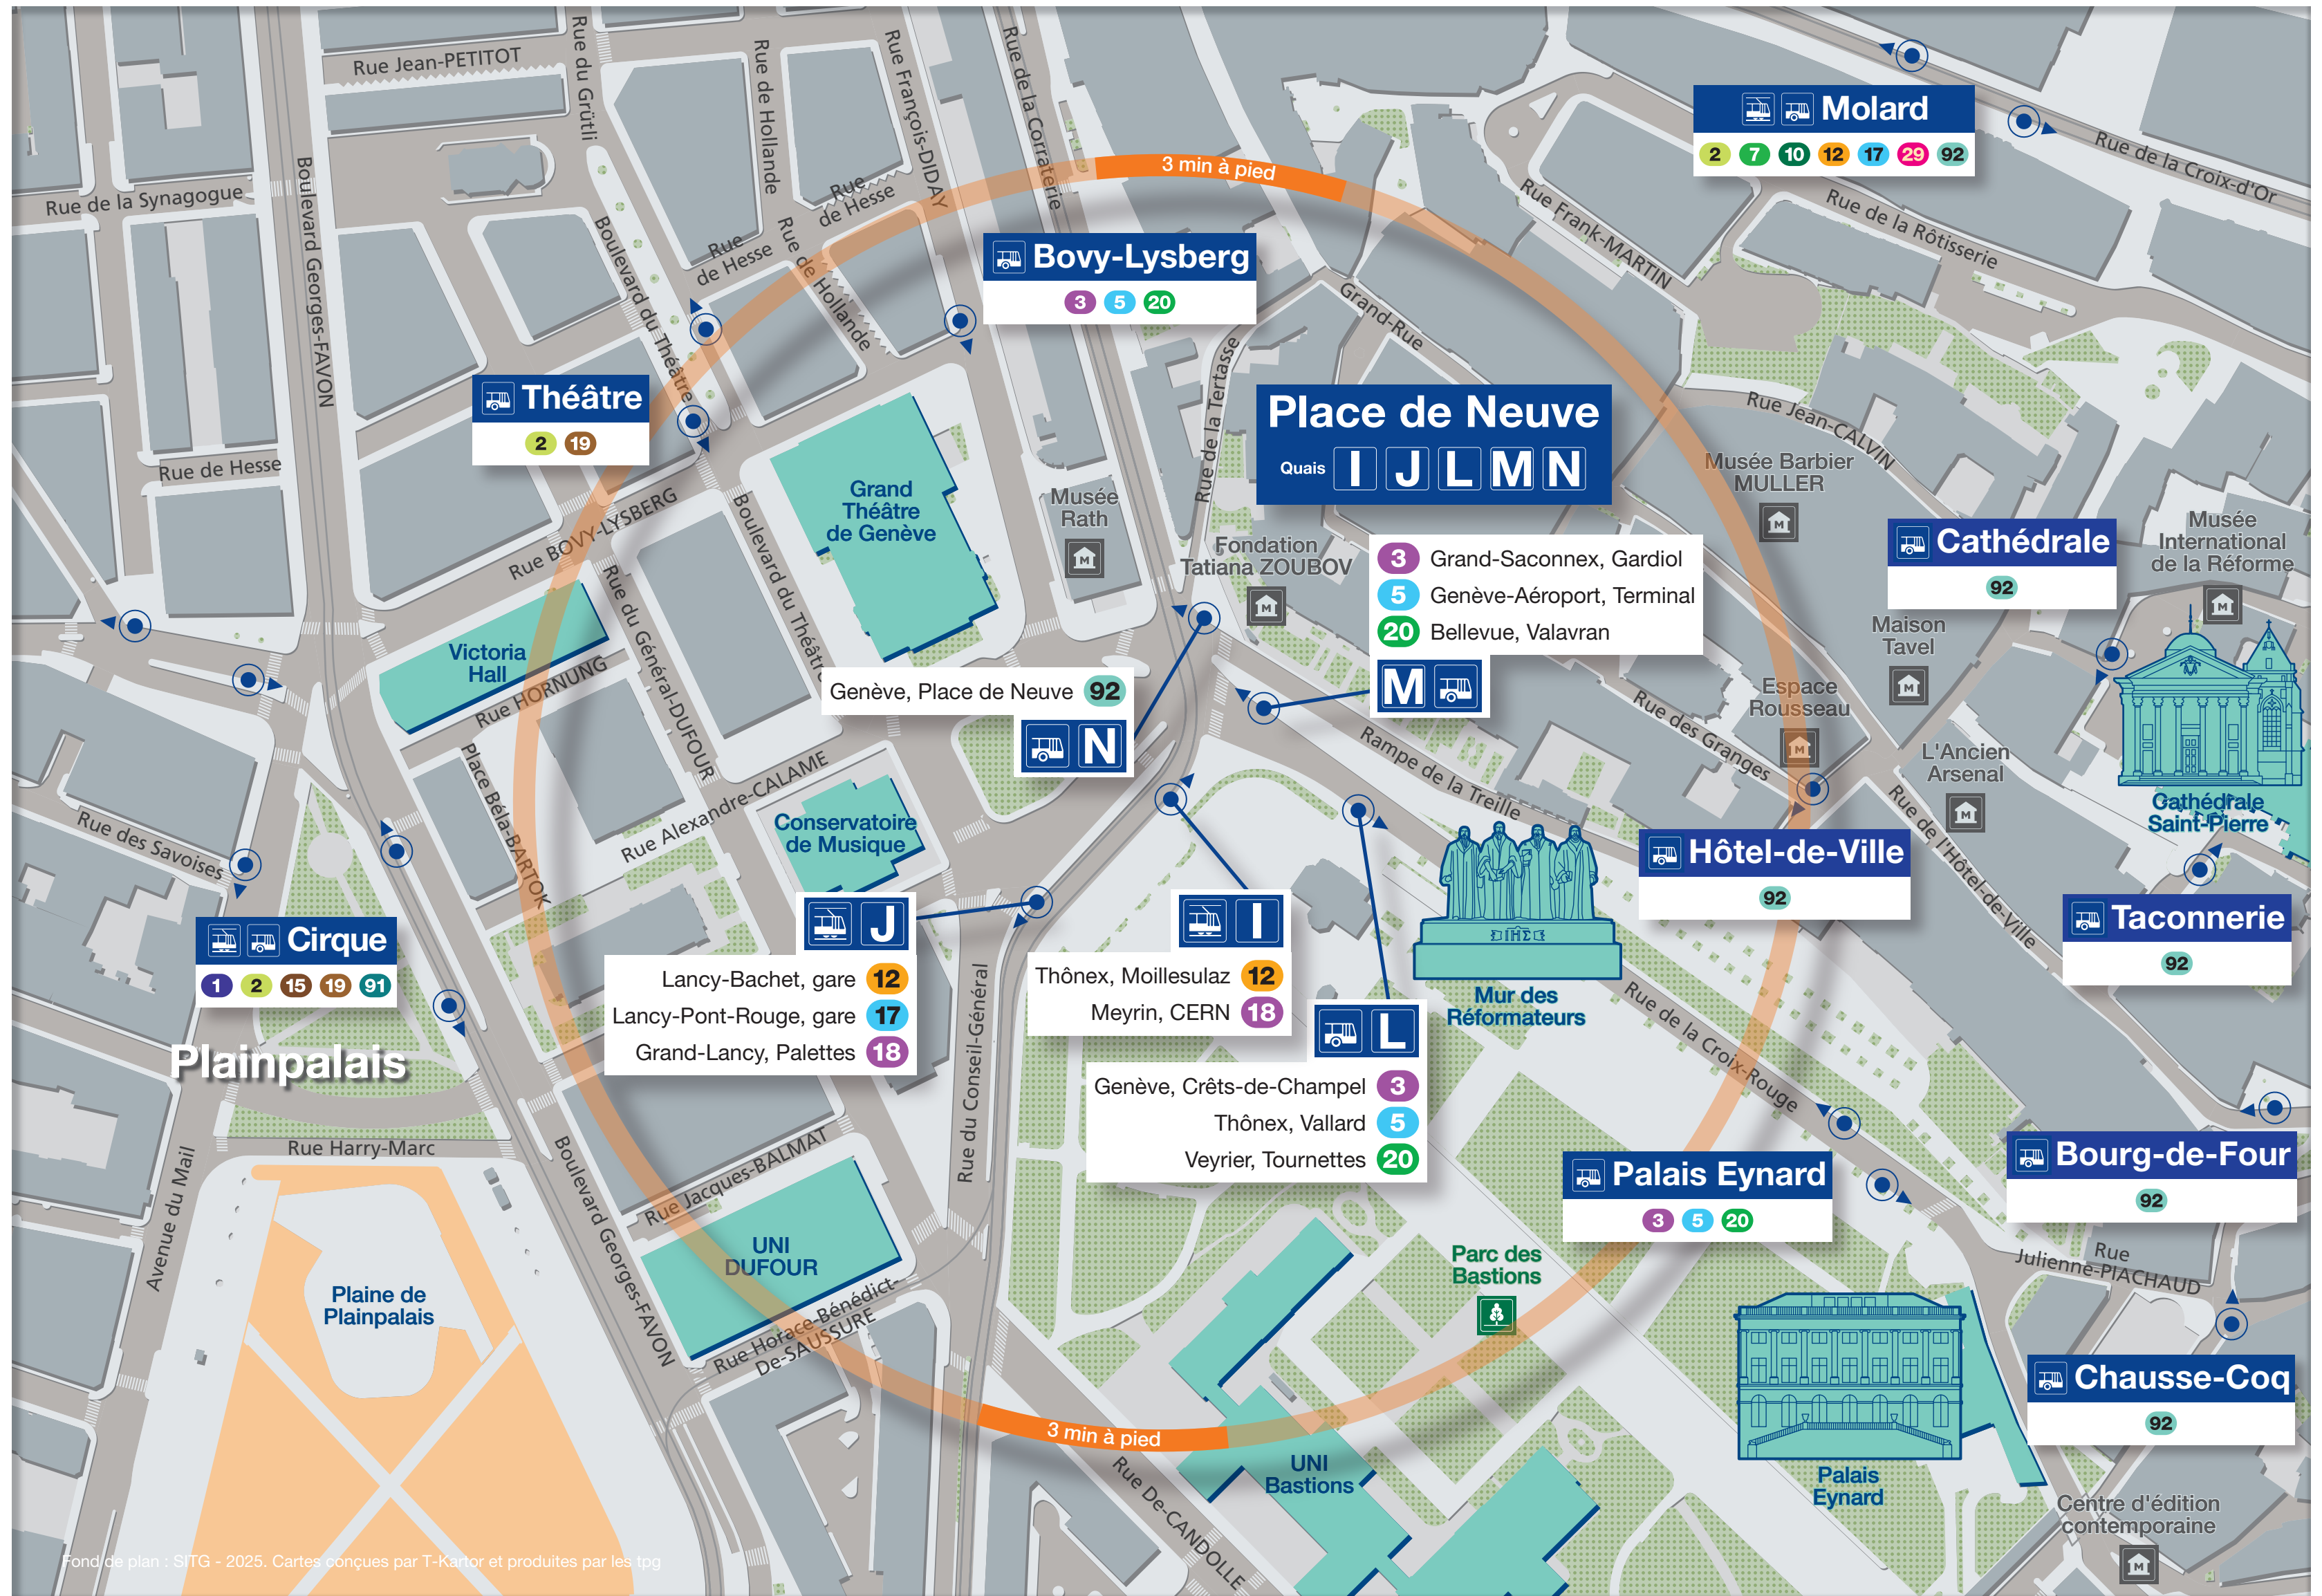 Rue Jean-PETITOT
Rue du Grütli
Rue de Hollande
Rue François-DIDAY
Rue de la Corraterie
Molard
2 7 10 12 17 29 92
Rue de la Croix-d'Or
Rue de la Synagogue
Boulevard Georges-FAVON
3 min à pied
Rue
de Hesse
Rue
de Hesse
Rue de Hollande
Rue Frank-MARTIN
Rue de la Rôtisserie
Boulevard du Théâtre
Bovy-Lysberg
3 5 20
Grand-Rue
Théâtre
2 19
Rue de la Tertasse
Place de Neuve
Quais I J L M N
Rue Jean-CALVIN
Rue de Hesse
Musée Barbier
MULLER
Grand
Théâtre
de Genève
Musée
Rath
Rue BOVY-LYSBERG
Boulevard du Théâtre
Fondation
Tatiana ZOUBOV
3 Grand-Saconnex, Gardiol
5 Genève-Aéroport, Terminal
20 Bellevue, Valavran
M
Cathédrale
92
Musée
International
de la Réforme
Maison
Tavel
Victoria
Hall
Rue HORNUNG
Rue du Général-DUFOUR
Genève, Place de Neuve 92
N
Espace
Rousseau
Rue des Granges
Rampe de la Treille
L'Ancien
Arsenal
Rue de l'Hôtel-de-Ville
Cathédrale
Saint-Pierre
Place Béla-BARTOK
Rue Alexandre-CALAME
Conservatoire
de Musique
Rue des Savoises
Hôtel-de-Ville
92
Taconnerie
92
Cirque
1 2 15 19 91
J
Lancy-Bachet, gare 12
Lancy-Pont-Rouge, gare 17
Grand-Lancy, Palettes 18
I
Thônex, Moillesulaz 12
Meyrin, CERN 18
ΙΗΣ
Mur des
Réformateurs
Rue de la Croix-Rouge
L
Genève, Crêts-de-Champel 3
Thônex, Vallard 5
Veyrier, Tournettes 20
Plainpalais
Rue du Conseil-Général
Rue Harry-Marc
Avenue du Mail
Boulevard Georges-FAVON
Rue Jacques-BALMAT
Palais Eynard
3 5 20
Bourg-de-Four
92
Rue
Julienne-PIACHAUD
UNI
DUFOUR
Parc des
Bastions
Plaine de
Plainpalais
Rue Horace-Bénédict-
De-SAUSSURE
Chausse-Coq
92
3 min à pied
Rue De-CANDOLLE
UNI
Bastions
Palais
Eynard
Centre d'édition
contemporaine
Fond de plan : SITG - 2025. Cartes conçues par T-Kartor et produites par les tpg